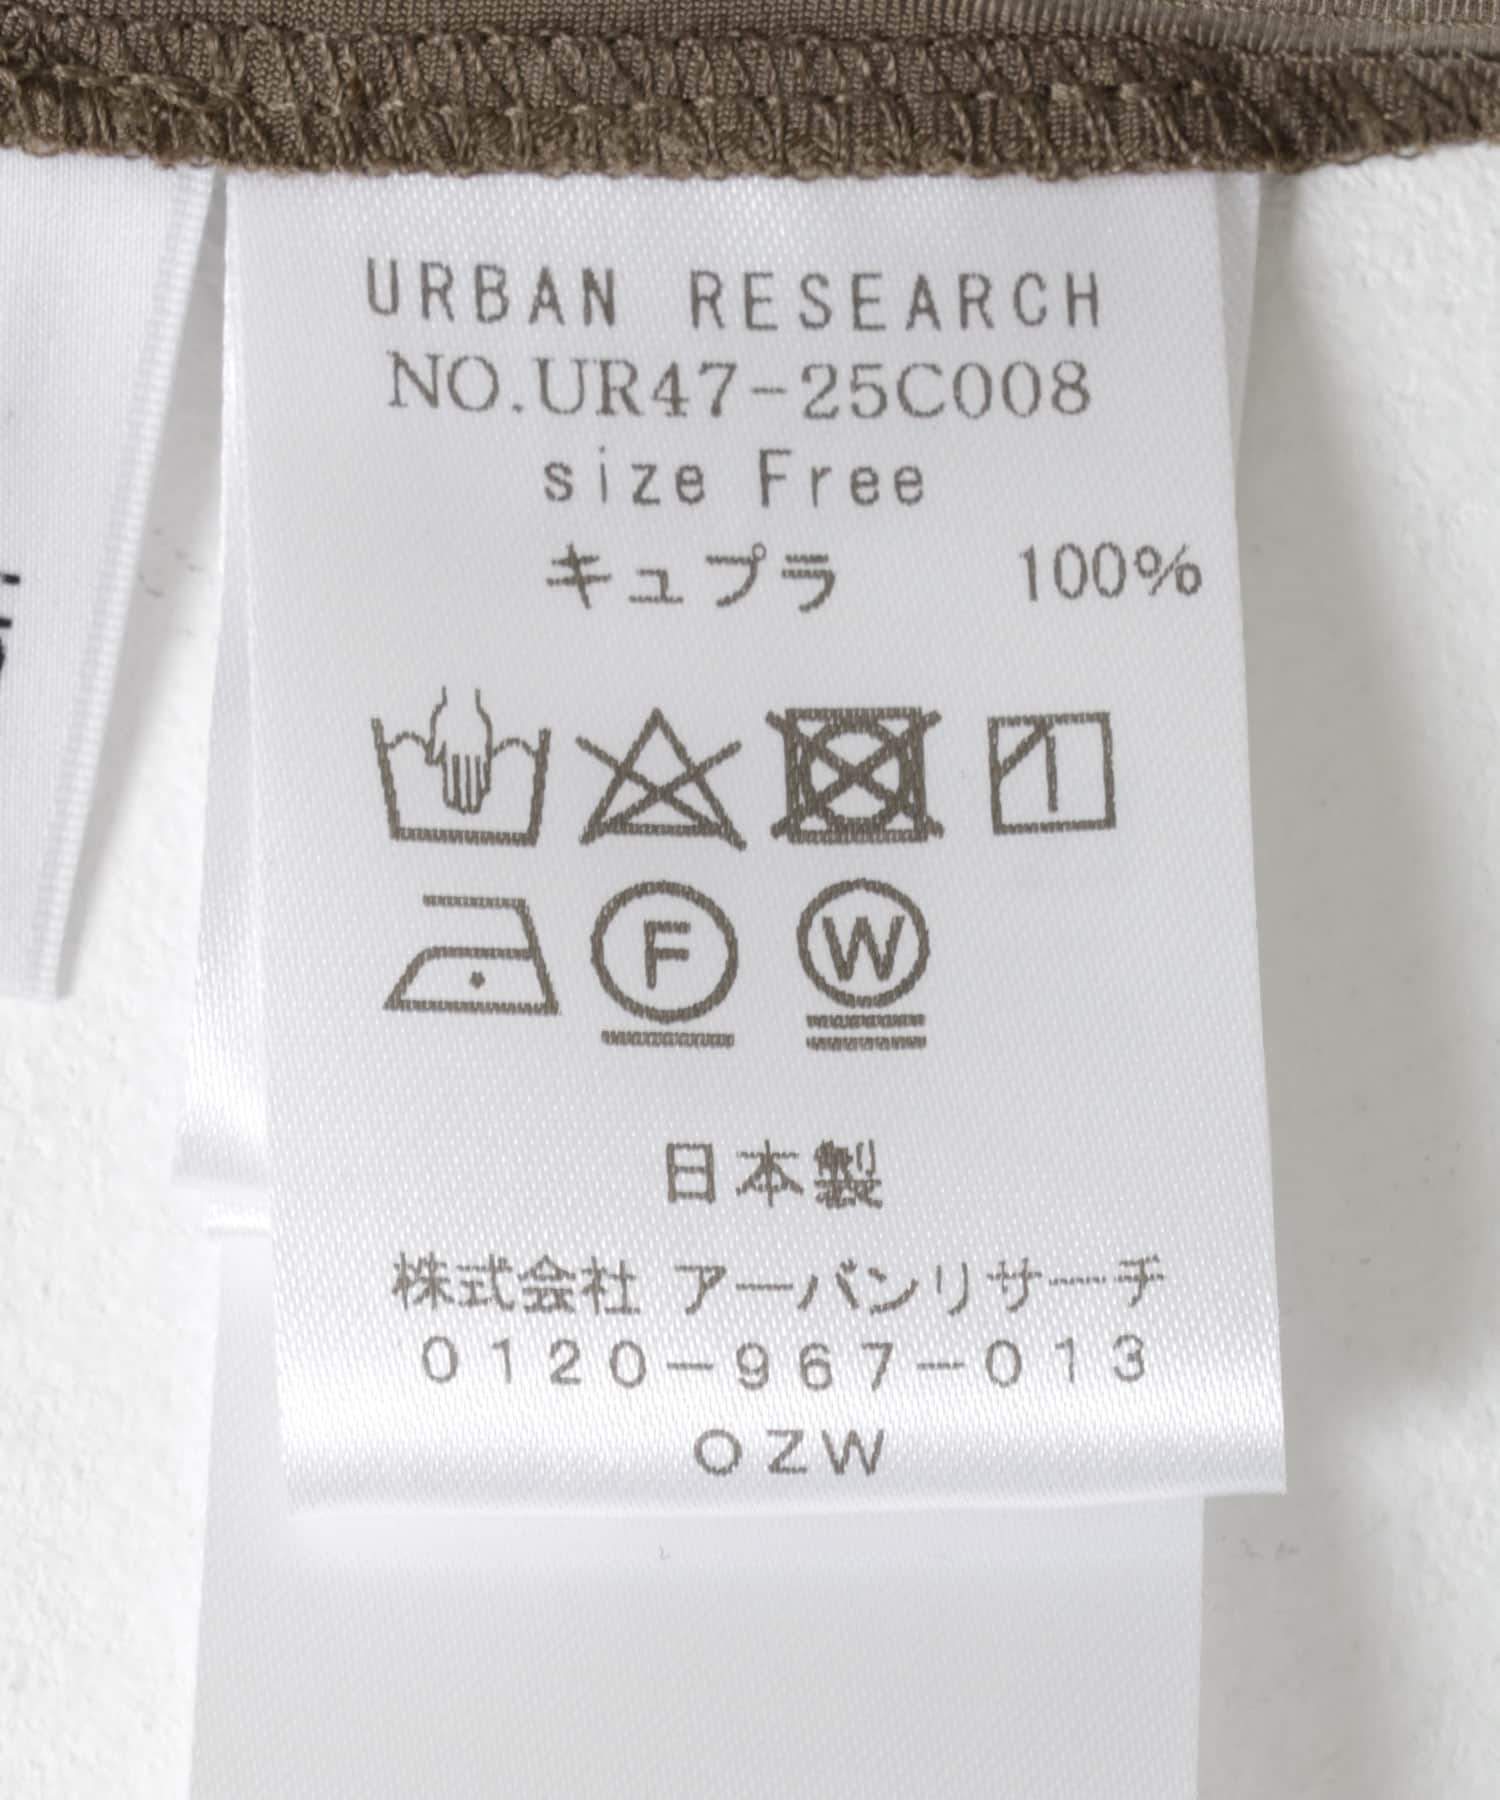 URBAN RESEARCH
NO.UR47-25C008
size Free
キュプラ 100%
F W
日本製
株式会社 アーバンリサーチ
0120-967-013
OZW